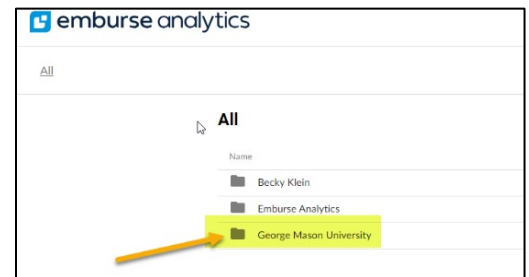 emburse analytics
All
All
Name
Becky Klein
Emburse Analytics
George Mason University